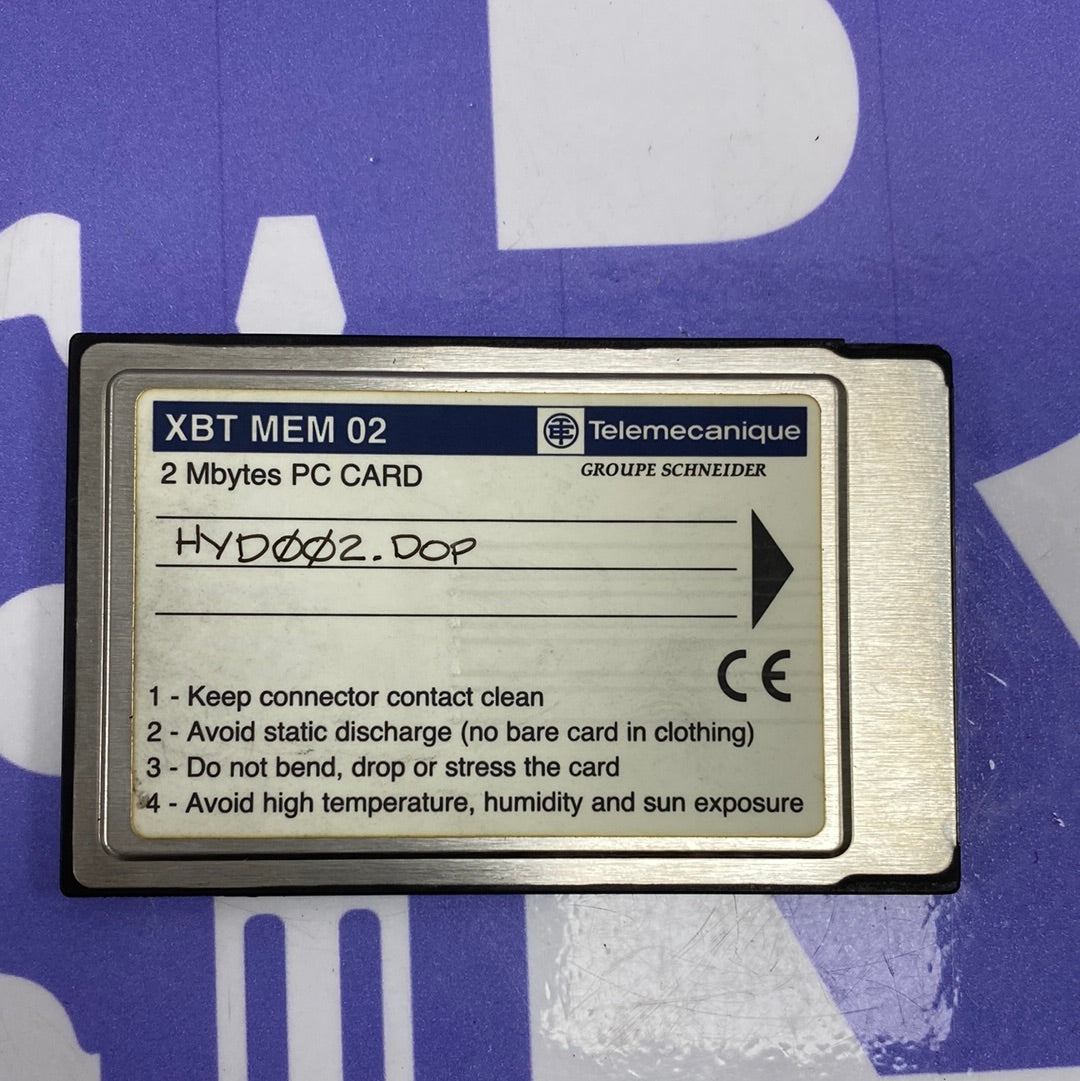 XBT MEM 02
Telemecanique
2 Mbytes PC CARD
GROUPE SCHNEIDER
HYDØØ2.DOP
CE
1 - Keep connector contact clean
2 - Avoid static discharge (no bare card in clothing)
3 - Do not bend, drop or stress the card
4 - Avoid high temperature, humidity and sun exposure